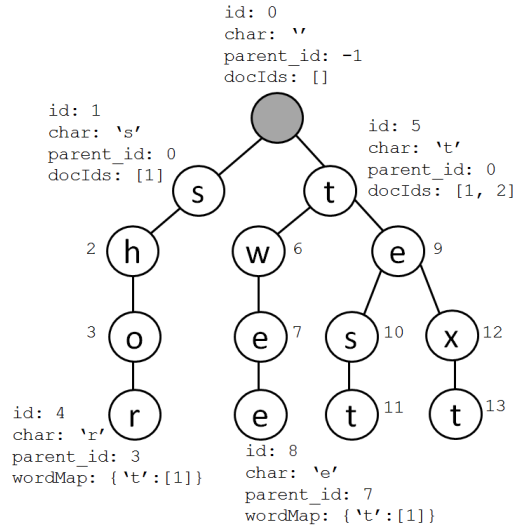 id: 0
char: ‘’
parent_id: -1
docIds: []
id: 1
char: ‘s’
parent_id: 0
docIds: [1]
id: 5
char: ‘t’
parent_id: 0
docIds: [1, 2]
s t
2 h w 6 e 9
3 o e 7 s 10 x 12
r e t 11 t 13
id: 4
char: ‘r’
parent_id: 3
wordMap: {‘t’:[1]}
id: 8
char: ‘e’
parent_id: 7
wordMap: {‘t’:[1]}